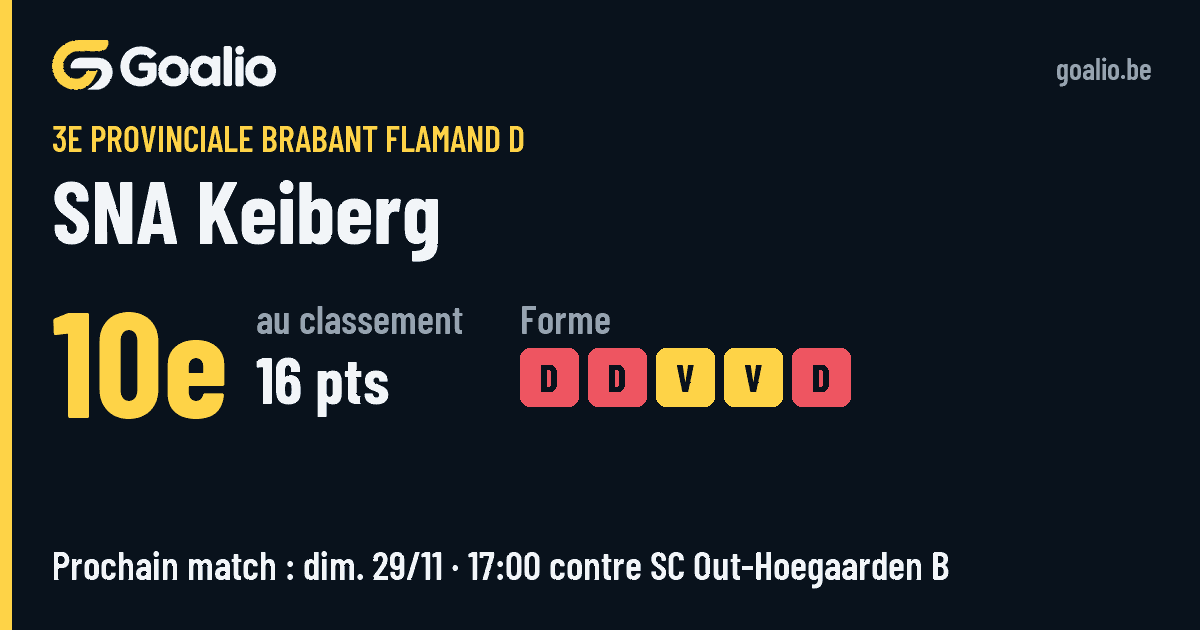 Goalio
goalio.be
3E PROVINCIALE BRABANT FLAMAND D
SNA Keiberg
10e
au classement
16 pts
Forme
D D V V D
Prochain match : dim. 29/11 · 17:00 contre SC Out-Hoegaarden B